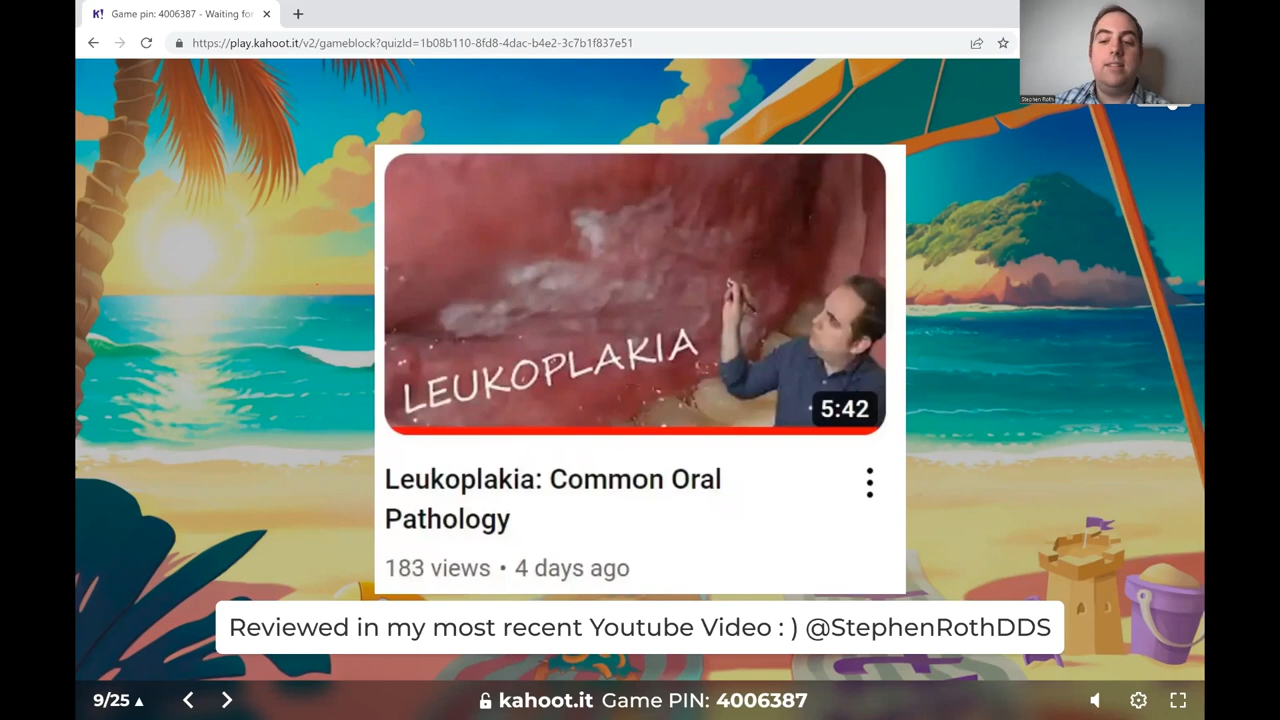 K! Game pin: 4006387 - Waiting for
https://play.kahoot.it/v2/gameblock?quizId=1b08b110-8fd8-4dac-b4e2-3c7b1f837e51
Stephen Roth
LEUKOPLAKIA
5:42
Leukoplakia: Common Oral
Pathology
183 views • 4 days ago
Reviewed in my most recent Youtube Video : ) @StephenRothDDS
9/25
kahoot.it Game PIN: 4006387